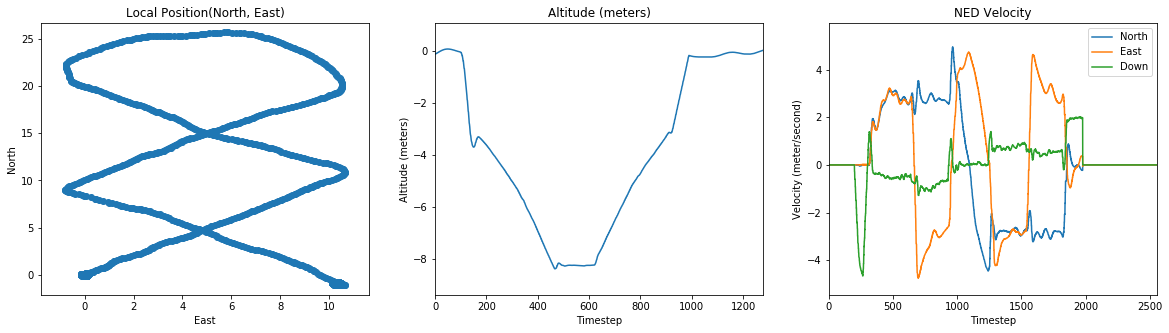 Local Position(North, East)
25
20
15
10
5
0
North
0
2
4
6
8
10
East
Altitude (meters)
0
−2
−4
−6
−8
Altitude (meters)
0
200
400
600
800
1000
1200
Timestep
NED Velocity
North
East
Down
4
2
0
−2
−4
Velocity (meter/second)
0
500
1000
1500
2000
2500
Timestep